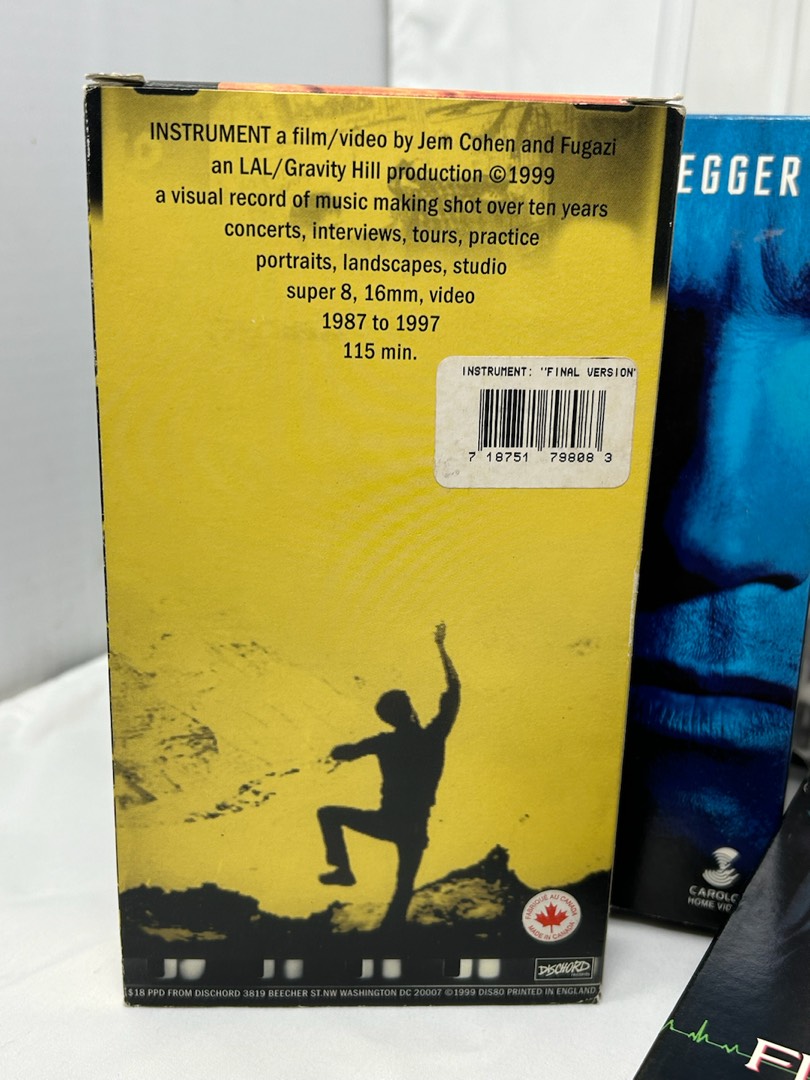 INSTRUMENT a film/video by Jem Cohen and Fugazi
an LAL/Gravity Hill production ©1999
a visual record of music making shot over ten years
concerts, interviews, tours, practice
portraits, landscapes, studio
super 8, 16mm, video
1987 to 1997
115 min.
INSTRUMENT: "FINAL VERSION"
7 18751 79808 3
FABRIQUÉ AU CANADA
MADE IN CANADA
DISCHORD
$18 PPD FROM DISCHORD 3819 BEECHER ST.NW WASHINGTON DC 20007 ©1999 DIS80 PRINTED IN ENGLAND
EGGER
CAROLC
HOME VID